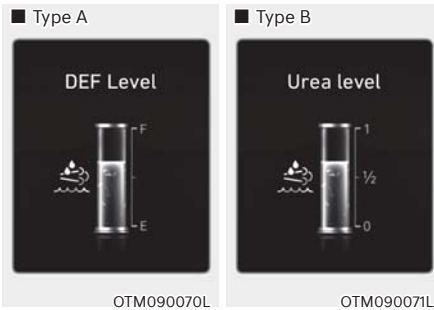 ■ Type A
DEF Level
F
E
OTM090070L
■ Type B
Urea level
1
½
0
OTM090071L